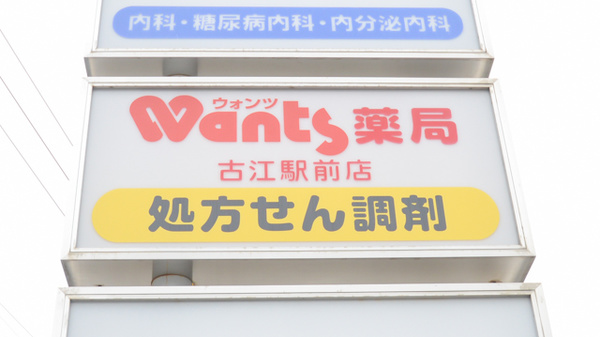 内科・糖尿病内科・内分泌内科
ウォンツ
Wants薬局
古江駅前店
処方せん調剤